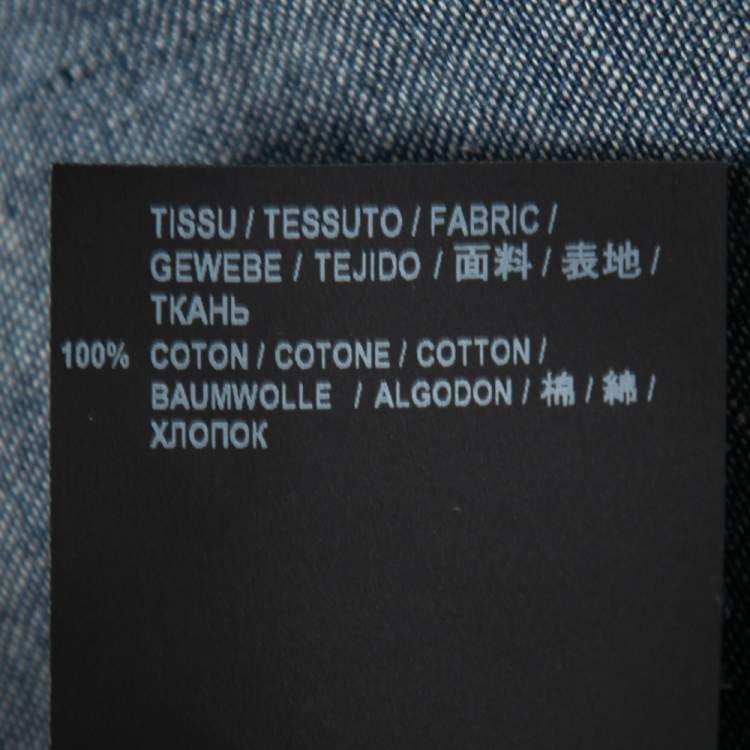 TISSU / TESSUTO / FABRIC /
GEWEBE / TEJIDO / 面料 / 表地 /
ТКАНЬ
100% COTON / COTONE / COTTON /
BAUMWOLLE / ALGODON / 棉 / 綿 /
ХЛОПОК